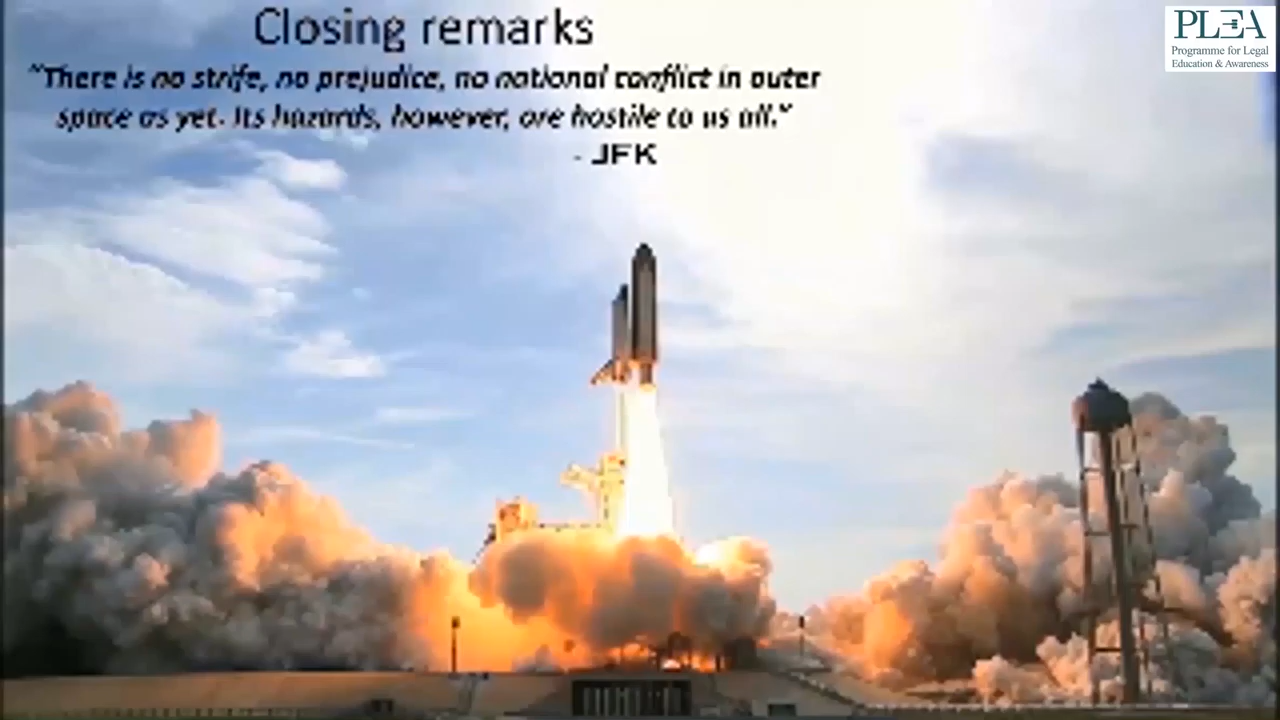 Closing remarks
PLEA
Programme for Legal
Education & Awareness
"There is no strife, no prejudice, no national conflict in outer
space as yet. Its hazards, however, are hostile to us all."
- JFK